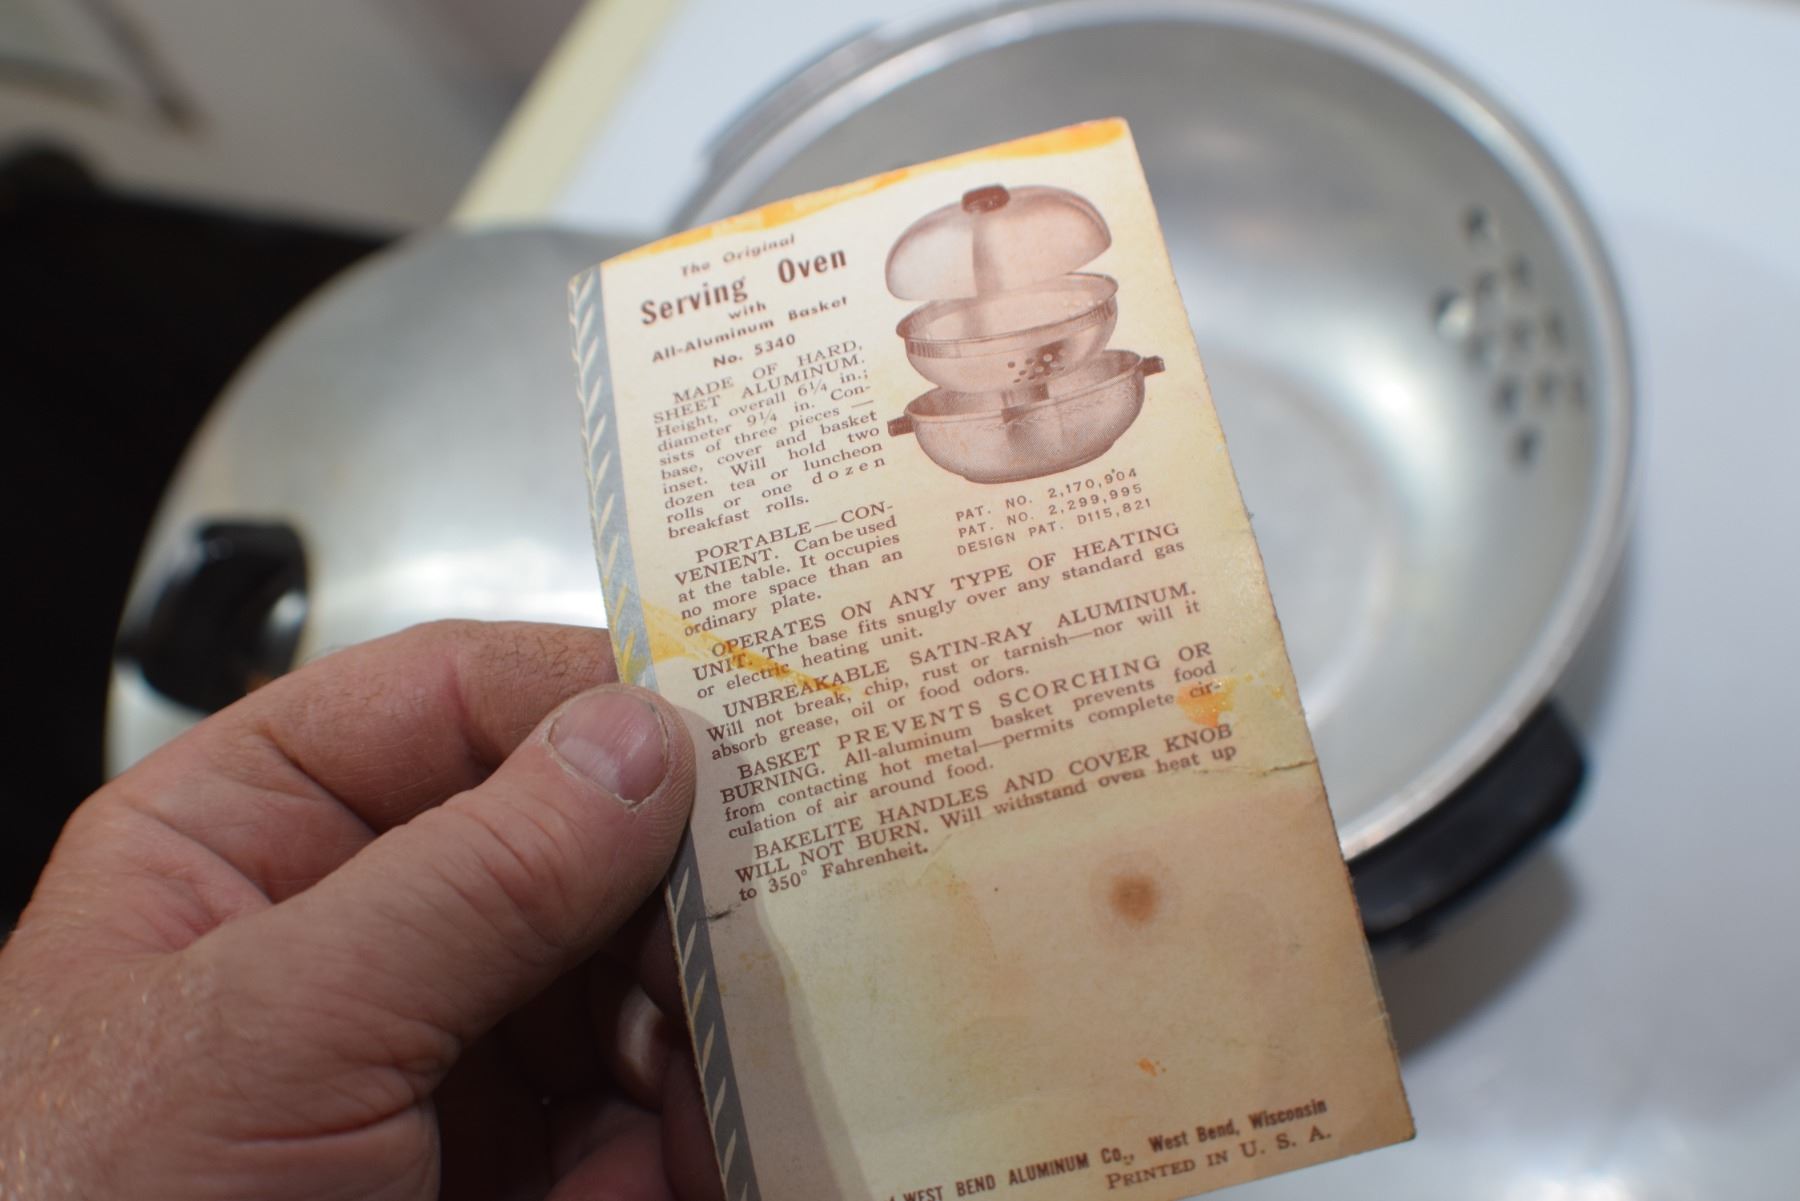 The Original
Serving Oven
with
All-Aluminum Basket
No. 5340
MADE OF HARD,
SHEET ALUMINUM.
Height, overall 6¼ in.;
diameter 9¼ in. Con-
sists of three pieces —
base, cover and basket
inset. Will hold two
dozen tea or luncheon
rolls or one dozen
breakfast rolls.
PORTABLE—CON-
VENIENT. Can be used
at the table. It occupies
no more space than an
ordinary plate.
PAT. NO. 2,170,904
PAT. NO. 2,299,995
DESIGN PAT. D115,821
OPERATES ON ANY TYPE OF HEATING
UNIT. The base fits snugly over any standard gas
or electric heating unit.
UNBREAKABLE SATIN-RAY ALUMINUM.
Will not break, chip, rust or tarnish—nor will it
absorb grease, oil or food odors.
BASKET PREVENTS SCORCHING OR
BURNING. All-aluminum basket prevents food
from contacting hot metal—permits complete cir-
culation of air around food.
BAKELITE HANDLES AND COVER KNOB
WILL NOT BURN. Will withstand oven heat up
to 350° Fahrenheit.
WEST BEND ALUMINUM Co., West Bend, Wisconsin
PRINTED IN U. S. A.